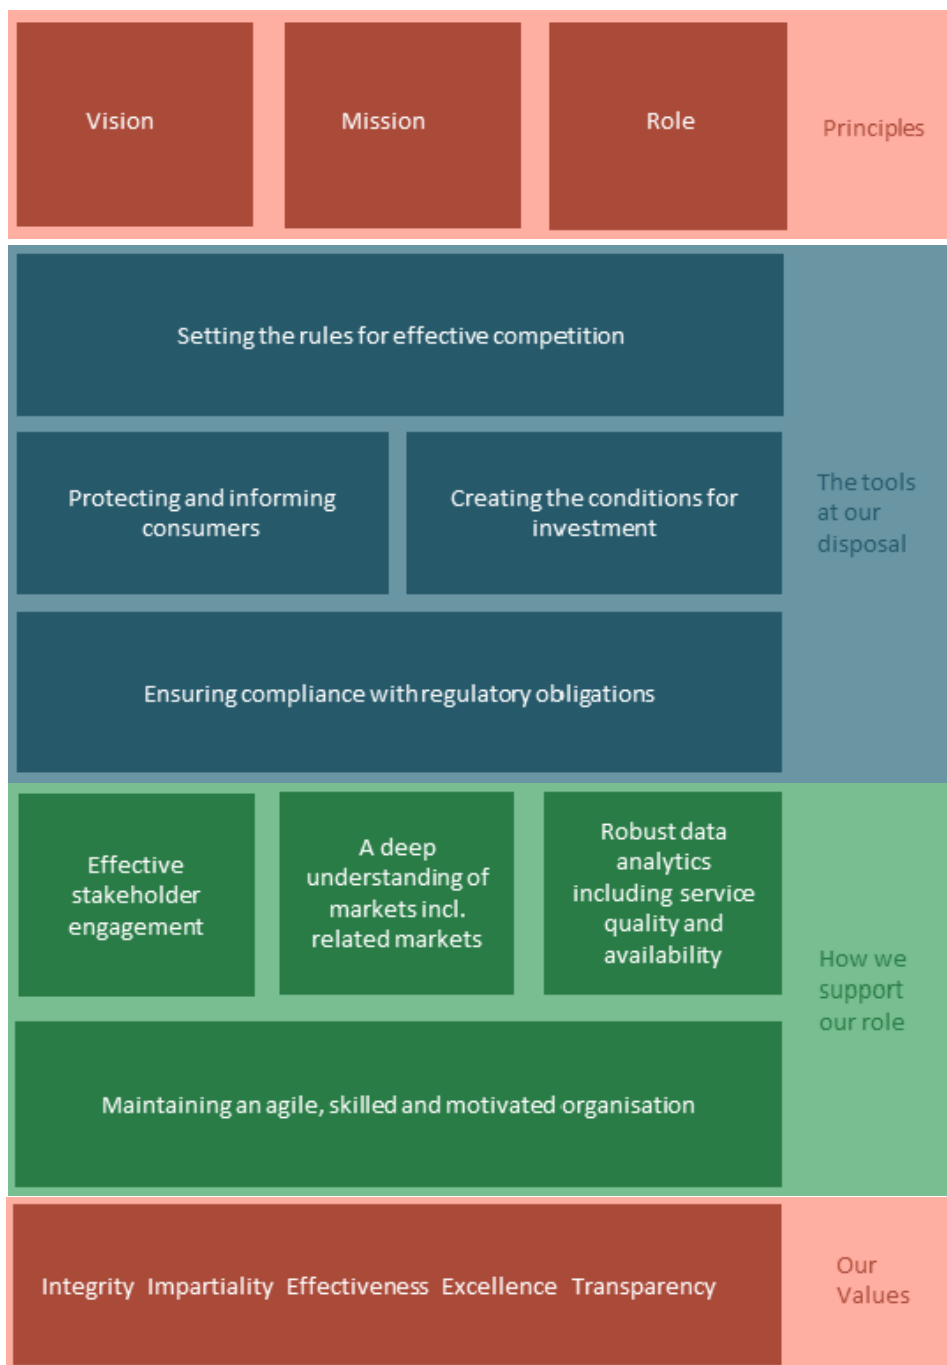 Vision
Mission
Role
Principles
Setting the rules for effective competition
Protecting and informing
consumers
Creating the conditions for
investment
The tools
at our
disposal
Ensuring compliance with regulatory obligations
Effective
stakeholder
engagement
A deep
understanding of
markets incl.
related markets
Robust data
analytics
including service
quality and
availability
How we
support
our role
Maintaining an agile, skilled and motivated organisation
Integrity Impartiality Effectiveness Excellence Transparency
Our
Values